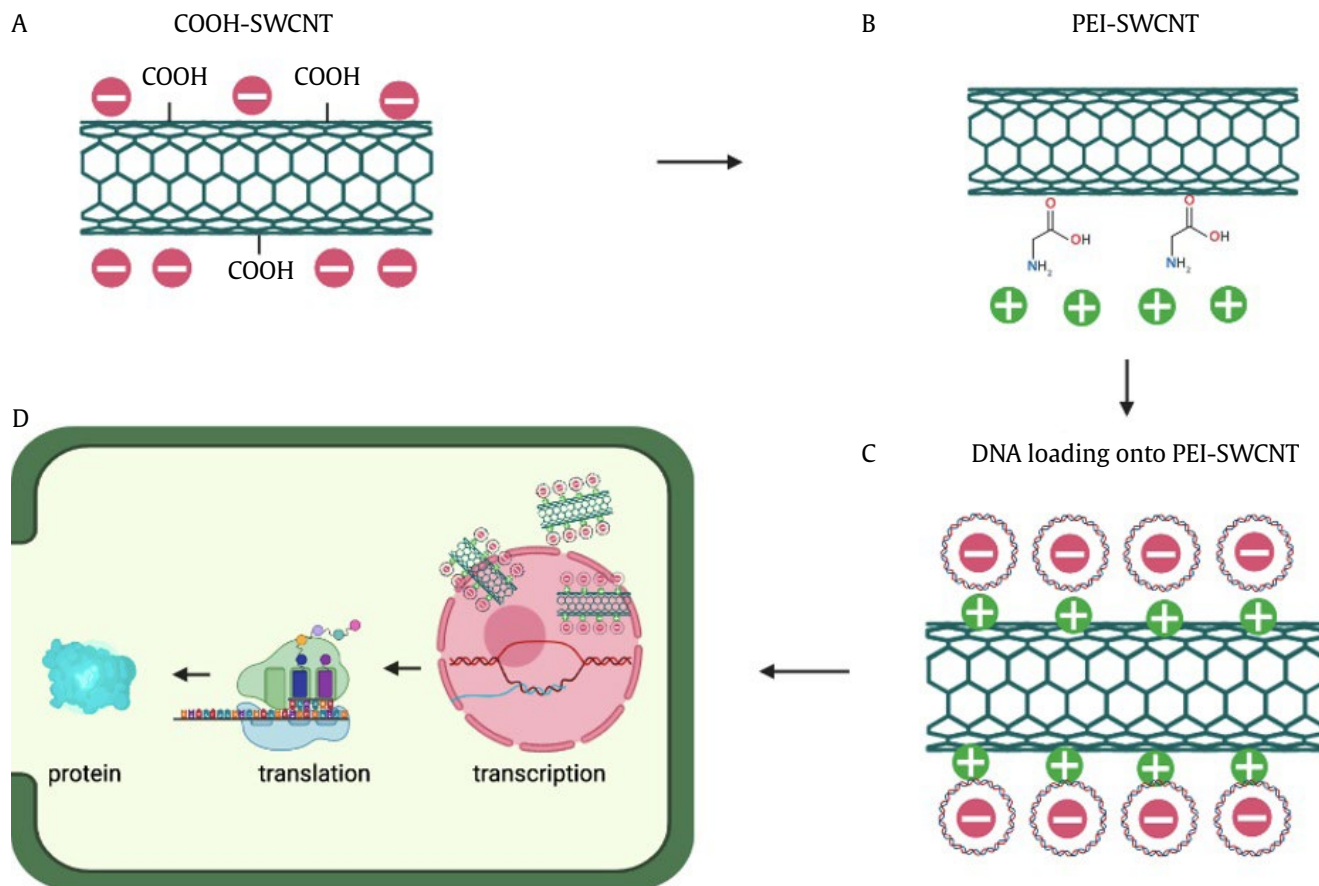 A
COOH-SWCNT
COOH
COOH
COOH
B
PEI-SWCNT
O
OH
NH2
O
OH
NH2
C
DNA loading onto PEI-SWCNT
D
protein
translation
transcription